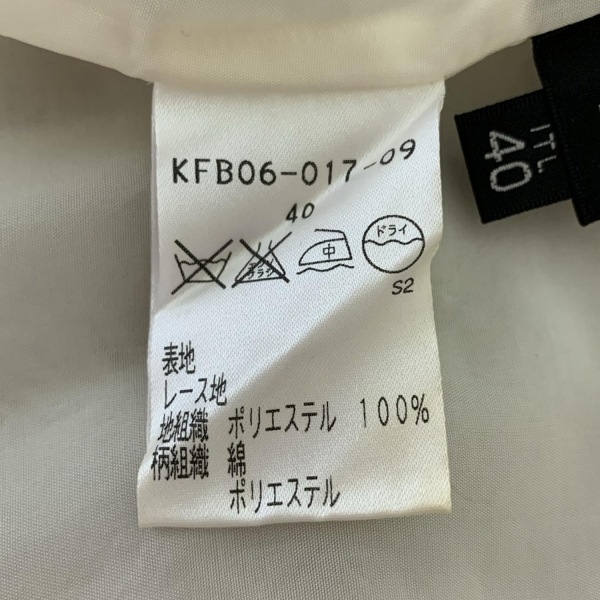 KFB06-017-09
40
中
ドライ
S2
表地
レース地
地組織 ポリエステル 100%
柄組織 綿
ポリエステル
ITL
40